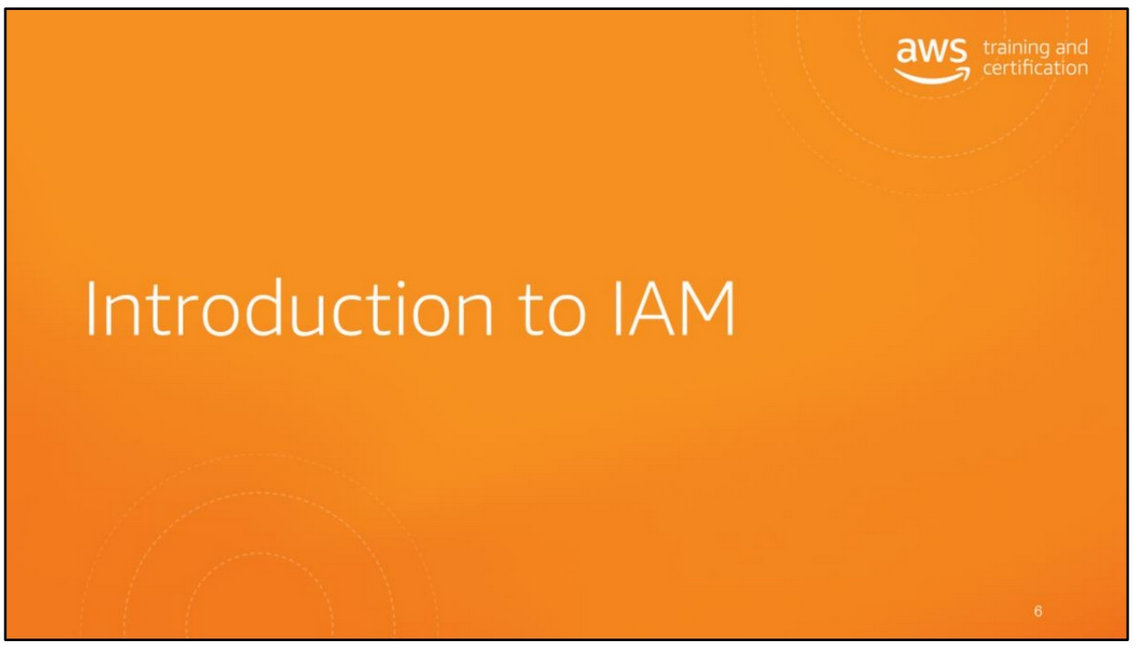 aws training and
certification
Introduction to IAM
6